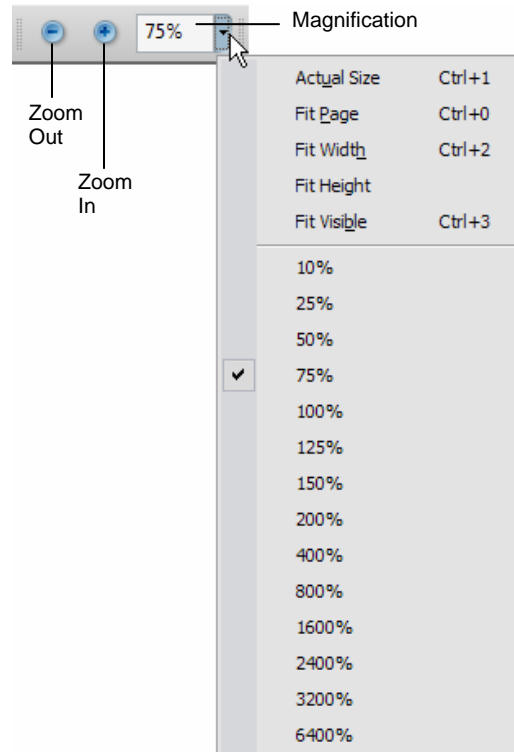 75%
Magnification
Zoom
Out
Zoom
In
Actual Size Ctrl+1
Fit Page Ctrl+0
Fit Width Ctrl+2
Fit Height
Fit Visible Ctrl+3
10%
25%
50%
75%
100%
125%
150%
200%
400%
800%
1600%
2400%
3200%
6400%